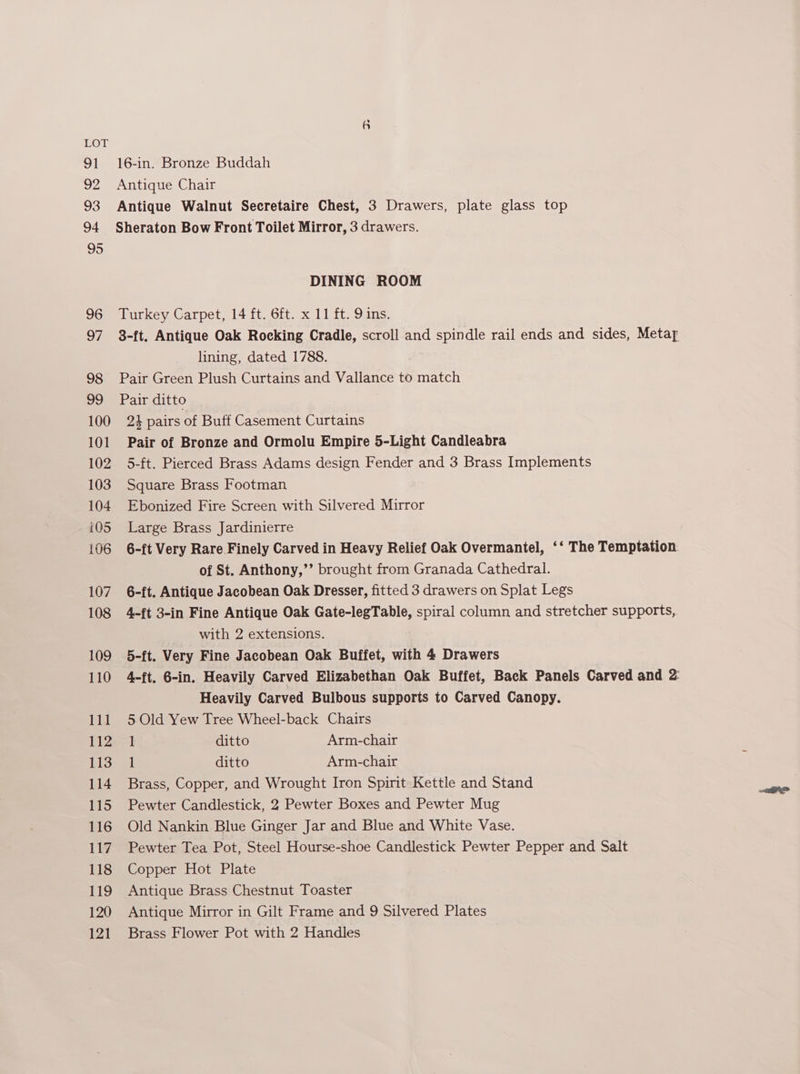 6
LOT
91 16-in. Bronze Buddah
92 Antique Chair
93 Antique Walnut Secretaire Chest, 3 Drawers, plate glass top
94 Sheraton Bow Front Toilet Mirror, 3 drawers.
95
DINING ROOM
96 Turkey Carpet, 14 ft. 6ft. x 11 ft. 9 ins.
97 3-ft. Antique Oak Rocking Cradle, scroll and spindle rail ends and sides, Metal
lining, dated 1788.
98 Pair Green Plush Curtains and Vallance to match
99 Pair ditto
100 2½ pairs of Buff Casement Curtains
101 Pair of Bronze and Ormolu Empire 5-Light Candleabra
102 5-ft. Pierced Brass Adams design Fender and 3 Brass Implements
103 Square Brass Footman
104 Ebonized Fire Screen with Silvered Mirror
105 Large Brass Jardinierre
106 6-ft Very Rare Finely Carved in Heavy Relief Oak Overmantel, ‘‘ The Temptation
of St. Anthony,’’ brought from Granada Cathedral.
107 6-ft. Antique Jacobean Oak Dresser, fitted 3 drawers on Splat Legs
108 4-ft 3-in Fine Antique Oak Gate-legTable, spiral column and stretcher supports,
with 2 extensions.
109 5-ft. Very Fine Jacobean Oak Buffet, with 4 Drawers
110 4-ft. 6-in. Heavily Carved Elizabethan Oak Buffet, Back Panels Carved and 2
Heavily Carved Bulbous supports to Carved Canopy.
111 5 Old Yew Tree Wheel-back Chairs
112 1 ditto Arm-chair
113 1 ditto Arm-chair
114 Brass, Copper, and Wrought Iron Spirit Kettle and Stand
115 Pewter Candlestick, 2 Pewter Boxes and Pewter Mug
116 Old Nankin Blue Ginger Jar and Blue and White Vase.
117 Pewter Tea Pot, Steel Hourse-shoe Candlestick Pewter Pepper and Salt
118 Copper Hot Plate
119 Antique Brass Chestnut Toaster
120 Antique Mirror in Gilt Frame and 9 Silvered Plates
121 Brass Flower Pot with 2 Handles